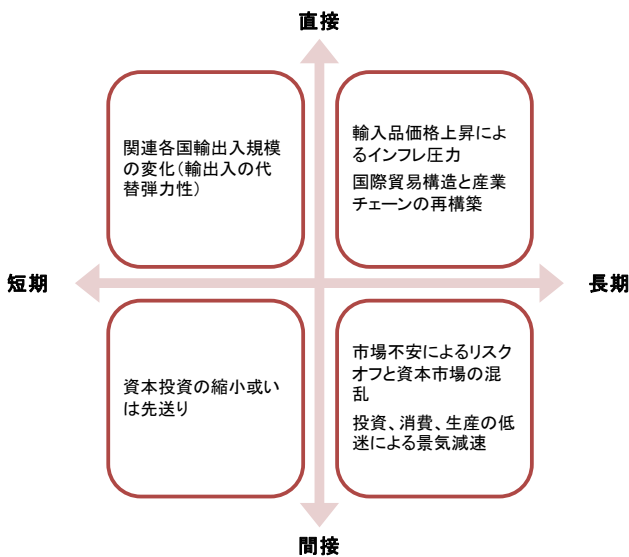 直接
関連各国輸出入規模
の変化(輸出入の代
替弾力性)
輸入品価格上昇によ
るインフレ圧力
国際貿易構造と産業
チェーンの再構築
短期
長期
資本投資の縮小或い
は先送り
市場不安によるリスク
オフと資本市場の混
乱
投資、消費、生産の低
迷による景気減速
間接